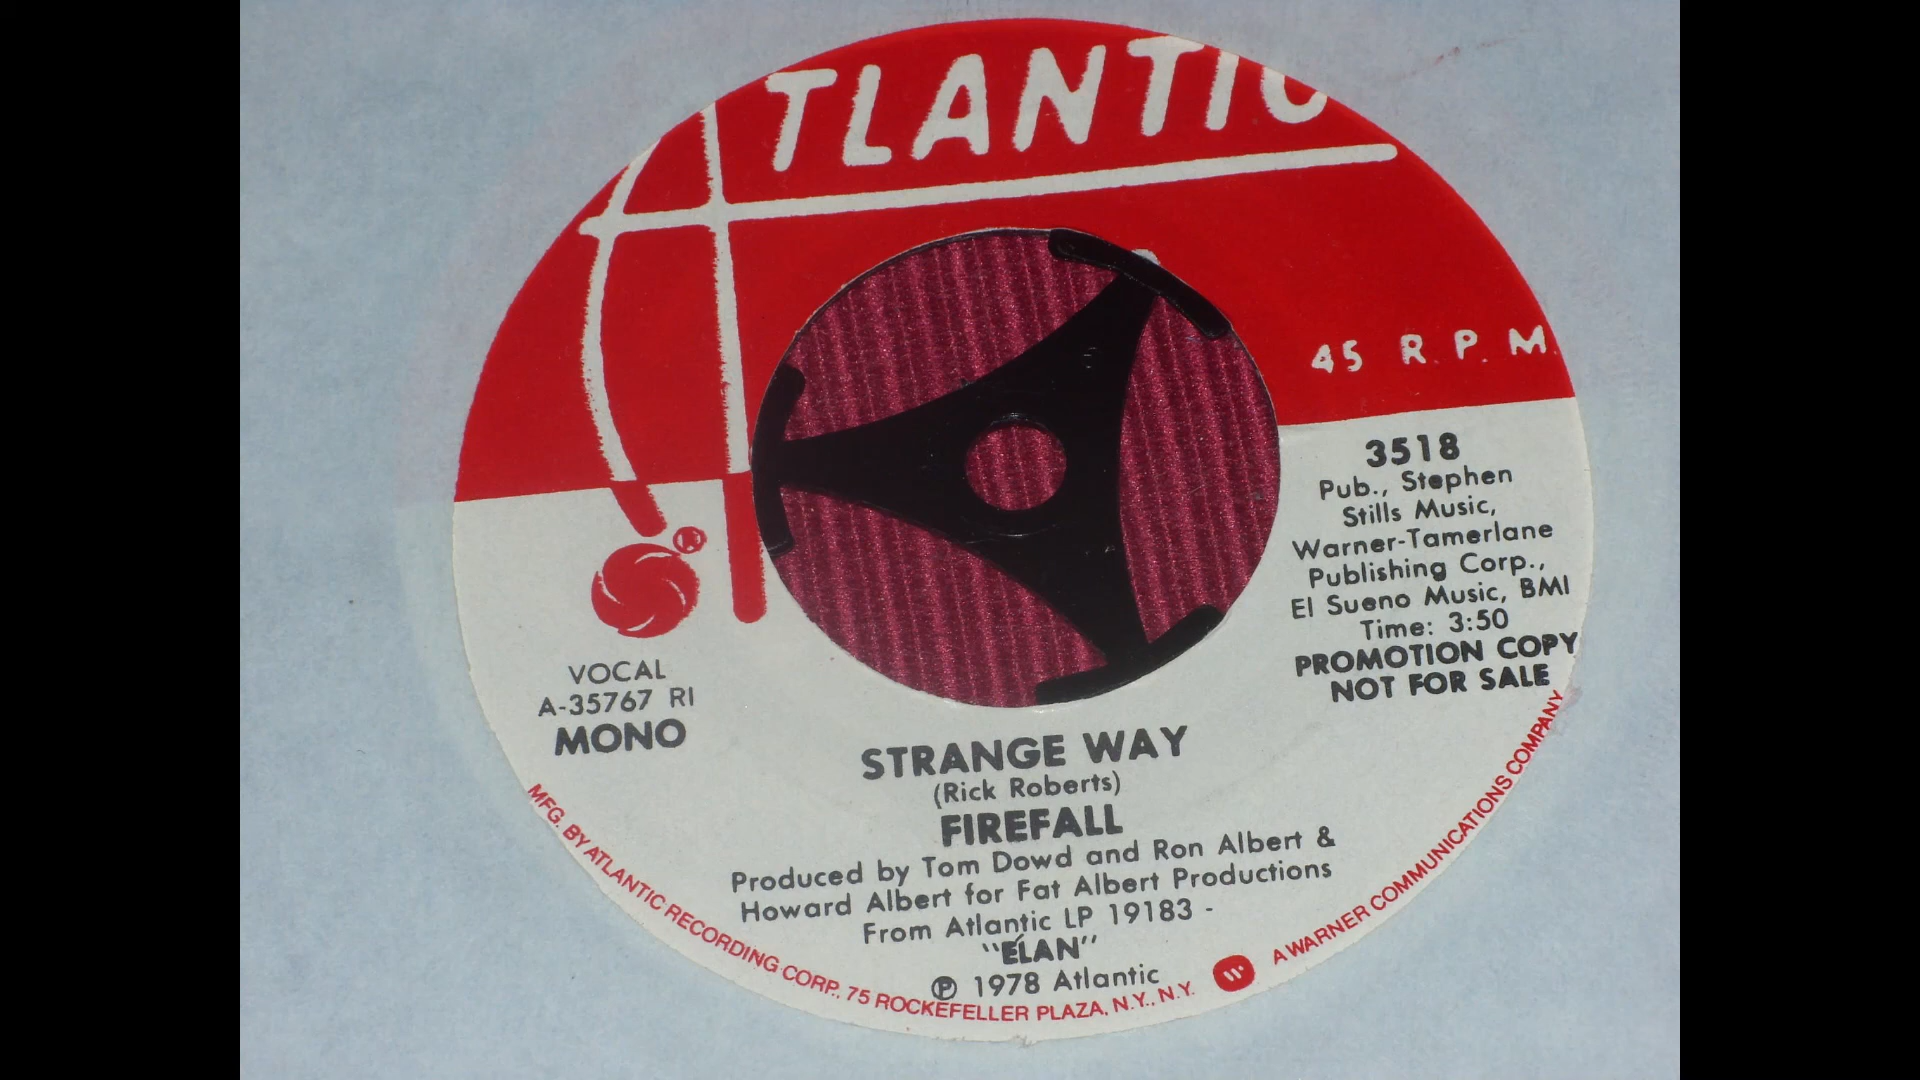 ATLANTIC
45 R.P.M.
3518
Pub., Stephen
Stills Music,
Warner-Tamerlane
Publishing Corp.,
El Sueno Music, BMI
Time: 3:50
PROMOTION COPY
NOT FOR SALE
®
VOCAL
A-35767 RI
MONO
STRANGE WAY
(Rick Roberts)
FIREFALL
Produced by Tom Dowd and Ron Albert &
Howard Albert for Fat Albert Productions
From Atlantic LP 19183 -
"ÉLAN"
℗ 1978 Atlantic
MFG. BY ATLANTIC RECORDING CORP., 75 ROCKEFELLER PLAZA, N.Y., N.Y. W A WARNER COMMUNICATIONS COMPANY